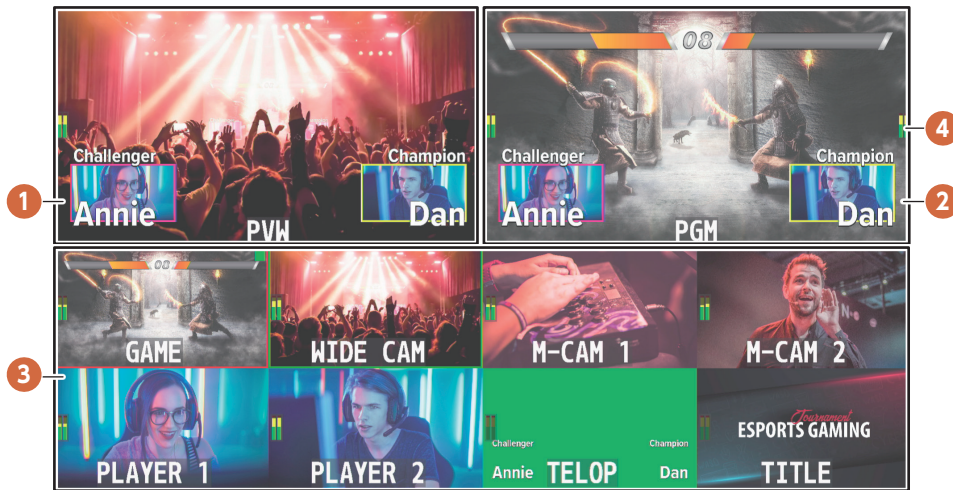 Challenger
Annie
PVW
Champion
Dan
08
Challenger
Annie
PGM
Champion
Dan
1
2
3
4
08
GAME
WIDE CAM
M-CAM 1
M-CAM 2
PLAYER 1
PLAYER 2
Challenger
Champion
Annie
TELOP
Dan
Tournament
ESPORTS GAMING
TITLE